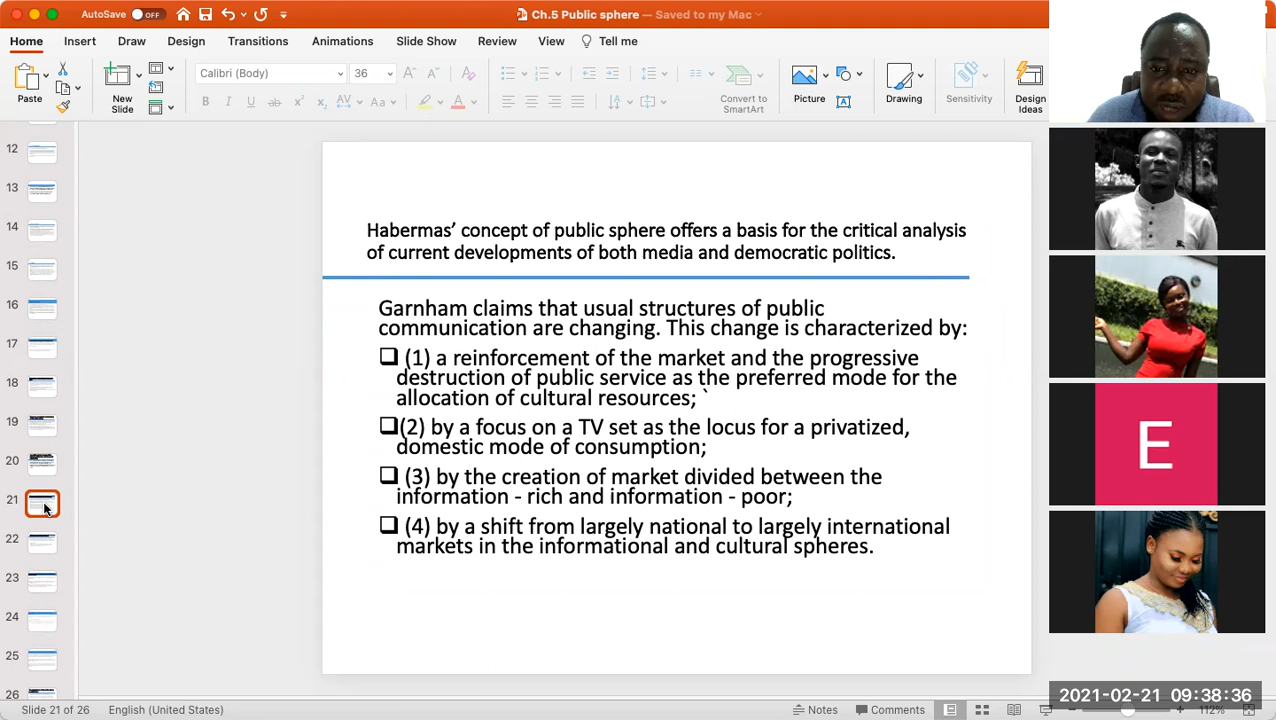 AutoSave OFF
Ch.5 Public sphere — Saved to my Mac
Home Insert Draw Design Transitions Animations Slide Show Review View Tell me
Paste
New
Slide
Calibri (Body) 36
B I U ab x² x₂ AV Aa A
Convert to
SmartArt
Picture
Drawing
Sensitivity
Design
Ideas
12
13
14
15
16
17
18
19
20
21
22
23
24
25
26
Habermas’ concept of public sphere offers a basis for the critical analysis
of current developments of both media and democratic politics.
Garnham claims that usual structures of public
communication are changing. This change is characterized by:
❑ (1) a reinforcement of the market and the progressive
destruction of public service as the preferred mode for the
allocation of cultural resources; `
❑(2) by a focus on a TV set as the locus for a privatized,
domestic mode of consumption;
❑ (3) by the creation of market divided between the
information - rich and information - poor;
❑ (4) by a shift from largely national to largely international
markets in the informational and cultural spheres.
E
2021-02-21 09:38:36
Slide 21 of 26 English (United States) Notes Comments 112%